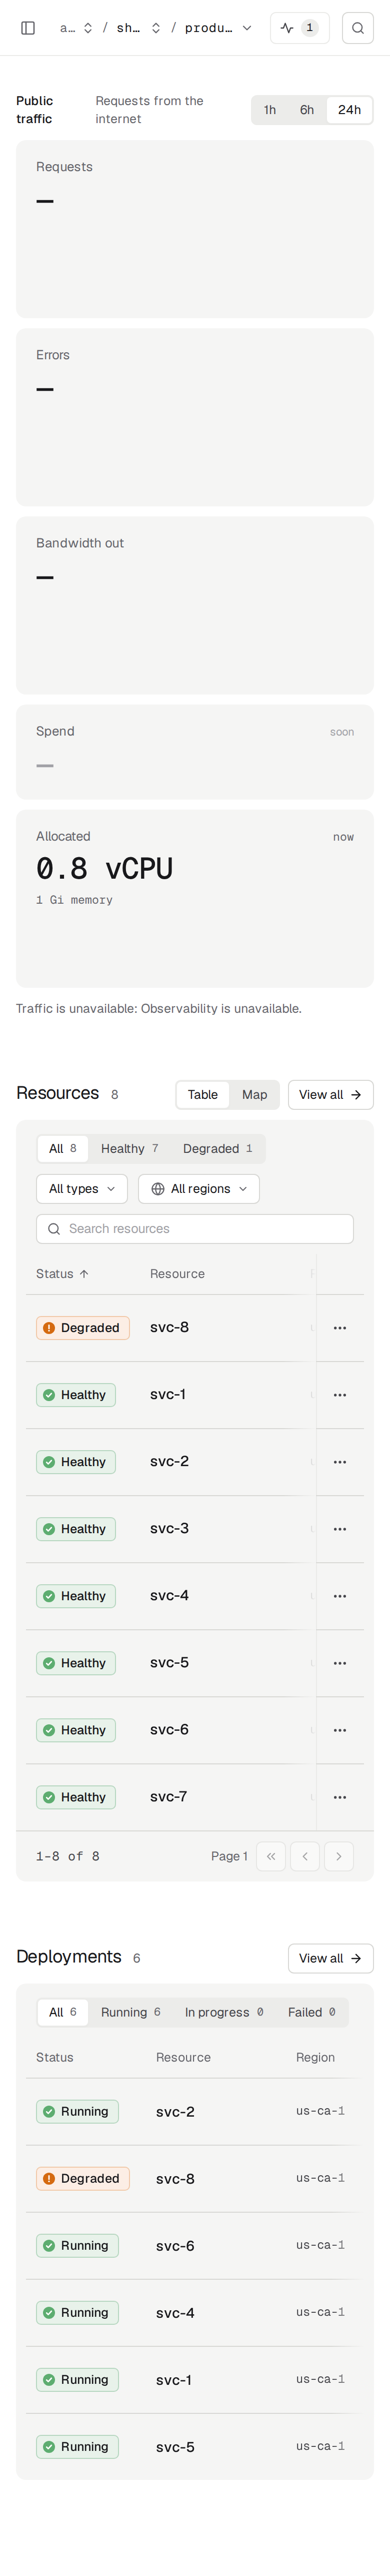 a… / sh… / produ… 1
Public traffic
Requests from the internet
1h 6h 24h
Requests
—
Errors
—
Bandwidth out
—
Spend soon
—
Allocated now
0.8 vCPU
1 Gi memory
Traffic is unavailable: Observability is unavailable.
Resources 8 Table Map View all →
All 8 Healthy 7 Degraded 1
All types All regions
Search resources
Status ↑ Resource
Degraded svc-8 ...
Healthy svc-1 ...
Healthy svc-2 ...
Healthy svc-3 ...
Healthy svc-4 ...
Healthy svc-5 ...
Healthy svc-6 ...
Healthy svc-7 ...
1–8 of 8 Page 1
Deployments 6 View all →
All 6 Running 6 In progress 0 Failed 0
Status Resource Region
Running svc-2 us-ca-1
Degraded svc-8 us-ca-1
Running svc-6 us-ca-1
Running svc-4 us-ca-1
Running svc-1 us-ca-1
Running svc-5 us-ca-1